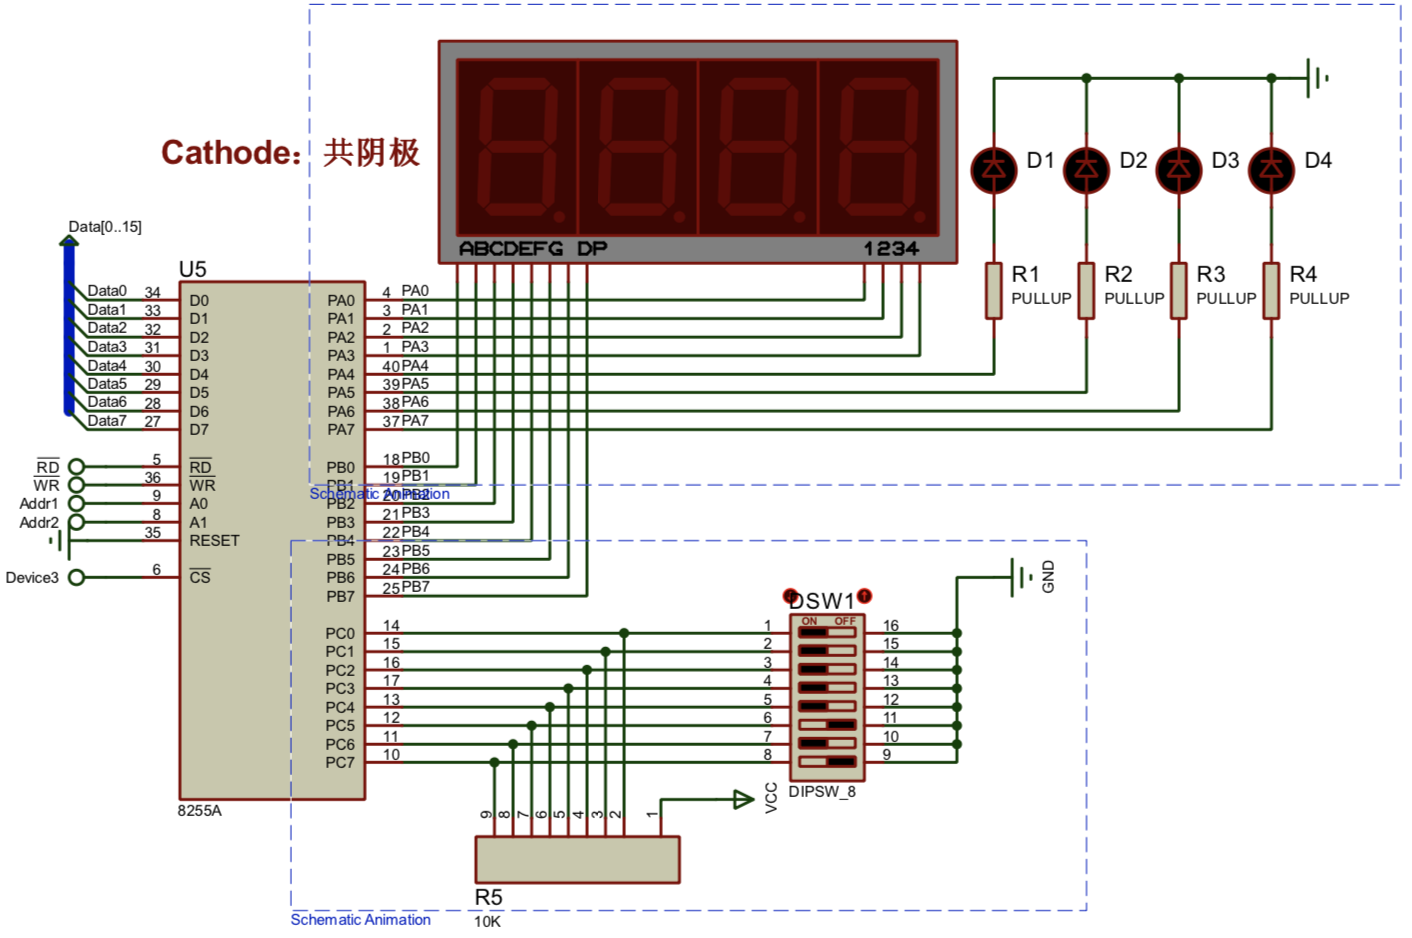 Cathode：共阴极
ABCDEFG DP
1234
D1
D2
D3
D4
R1
PULLUP
R2
PULLUP
R3
PULLUP
R4
PULLUP
Data[0..15]
U5
Data0 34 D0 PA0 4 PA0
Data1 33 D1 PA1 3 PA1
Data2 32 D2 PA2 2 PA2
Data3 31 D3 PA3 1 PA3
Data4 30 D4 PA4 40 PA4
Data5 29 D5 PA5 39 PA5
Data6 28 D6 PA6 38 PA6
Data7 27 D7 PA7 37 PA7
RD 5 RD PB0 18 PB0
WR 36 WR PB1 19 PB1
Schematic Animation
Addr1 9 A0 PB2 20 PB2
Addr2 8 A1 PB3 21 PB3
35 RESET PB4 22 PB4
PB5 23 PB5
Device3 6 CS PB6 24 PB6
PB7 25 PB7
GND
DSW1
ON OFF
PC0 14 1 16
PC1 15 2 15
PC2 16 3 14
PC3 17 4 13
PC4 13 5 12
PC5 12 6 11
PC6 11 7 10
PC7 10 8 9
DIPSW_8
VCC
8255A
9 8 7 6 5 4 3 2 1
R5
10K
Schematic Animation